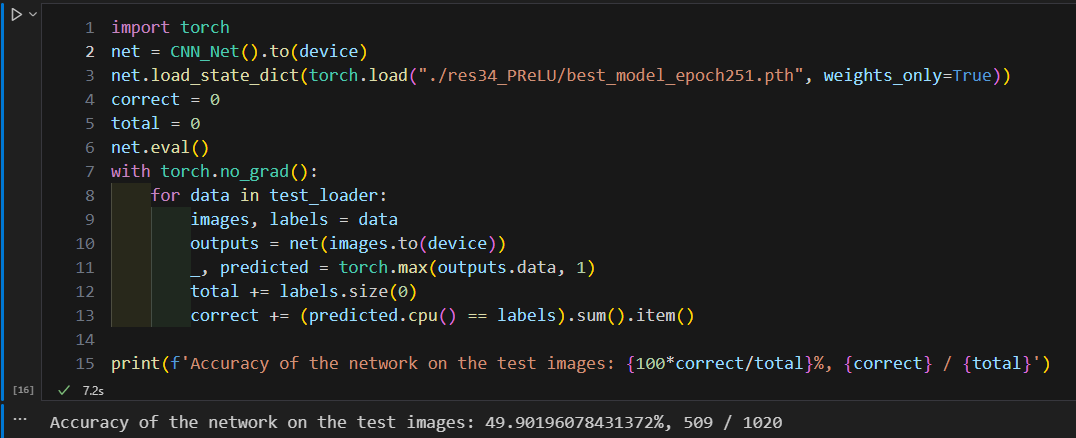 1 import torch
2 net = CNN_Net().to(device)
3 net.load_state_dict(torch.load("./res34_PReLU/best_model_epoch251.pth", weights_only=True))
4 correct = 0
5 total = 0
6 net.eval()
7 with torch.no_grad():
8     for data in test_loader:
9         images, labels = data
10         outputs = net(images.to(device))
11         _, predicted = torch.max(outputs.data, 1)
12         total += labels.size(0)
13         correct += (predicted.cpu() == labels).sum().item()
14
15 print(f'Accuracy of the network on the test images: {100*correct/total}%, {correct} / {total}')
[16] ✓ 7.2s
... Accuracy of the network on the test images: 49.90196078431372%, 509 / 1020